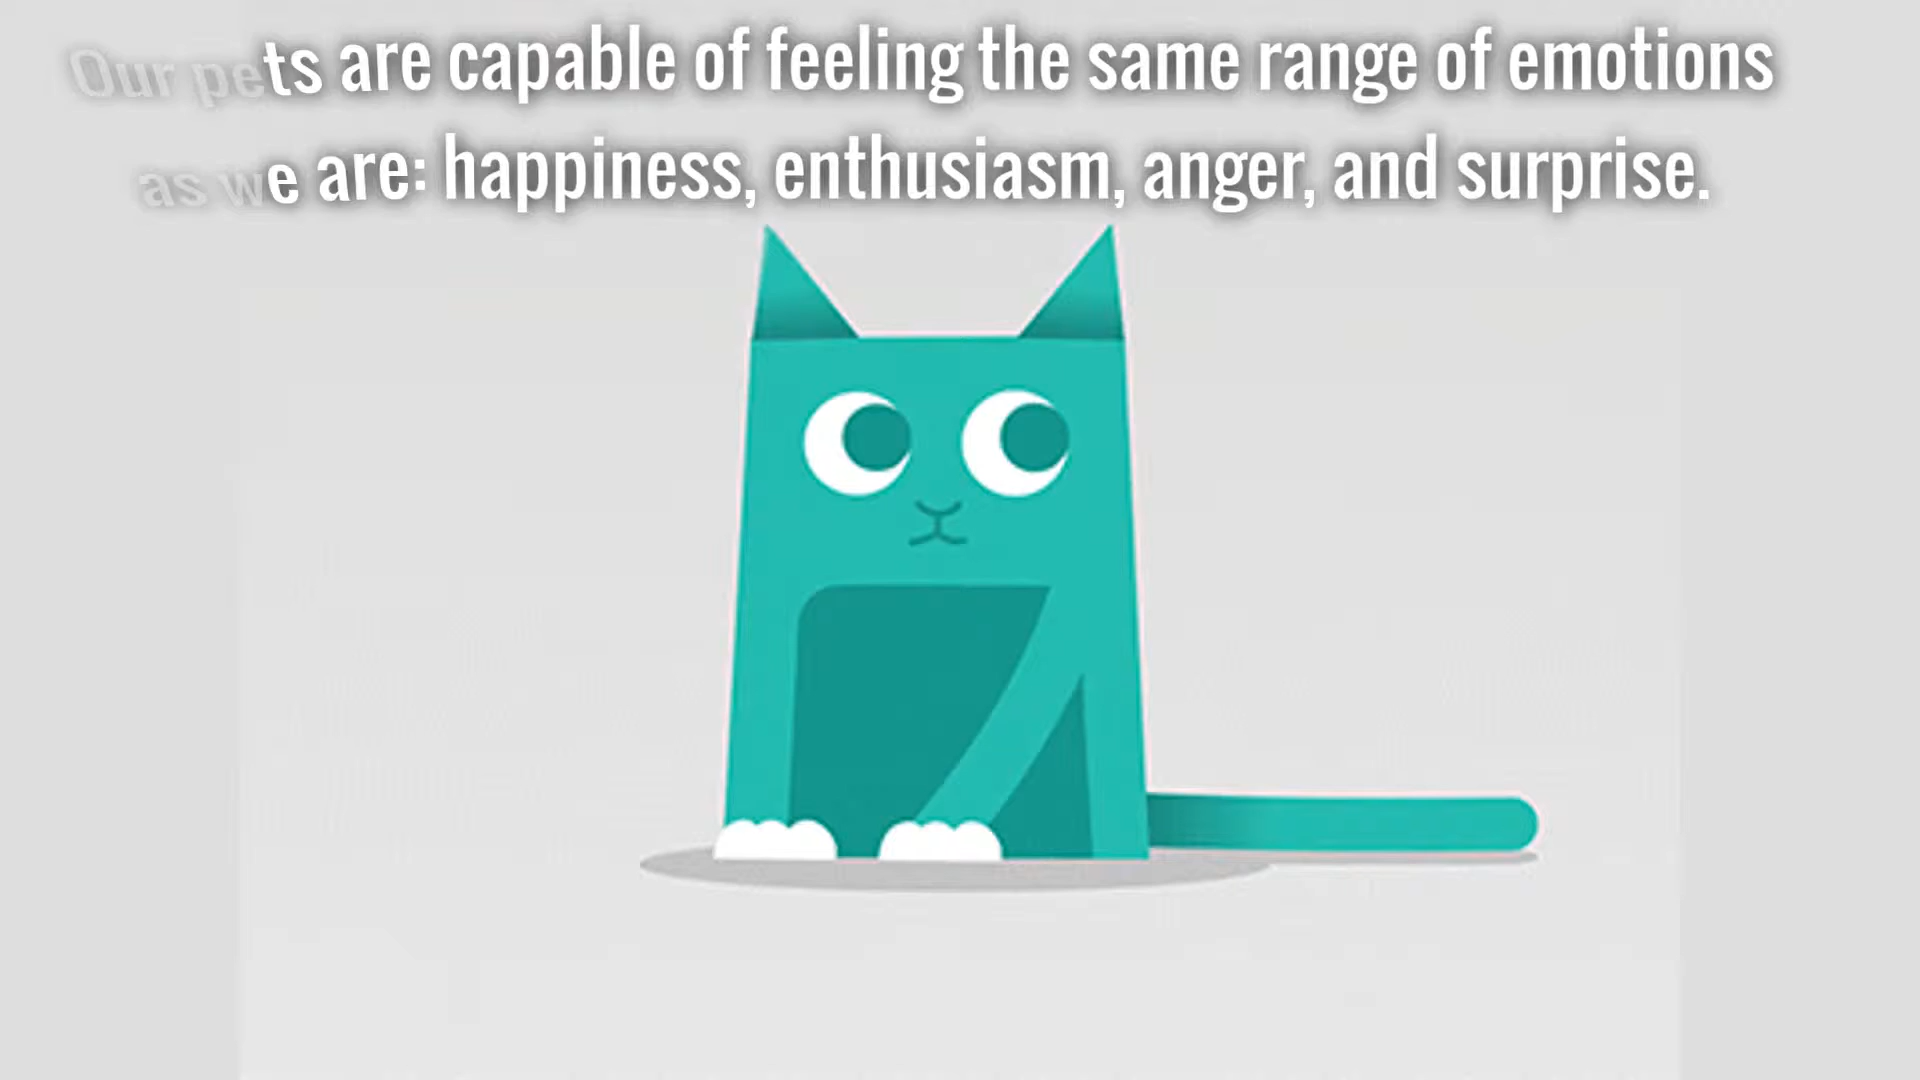 Our pets are capable of feeling the same range of emotions
as we are: happiness, enthusiasm, anger, and surprise.